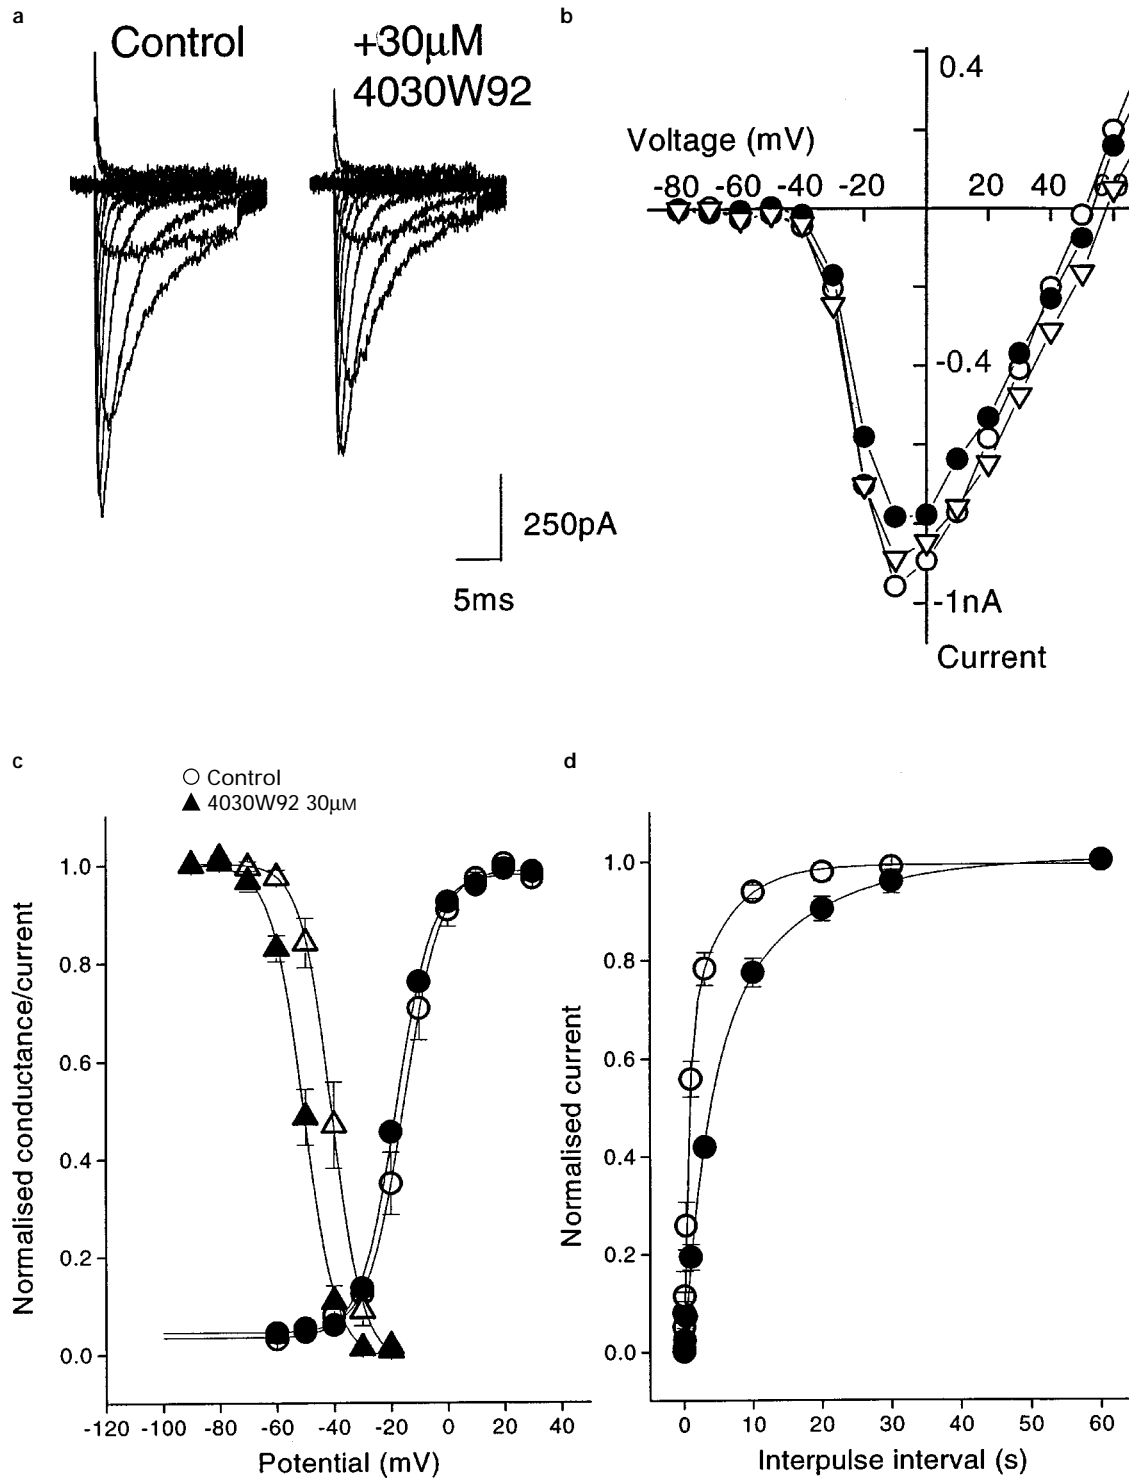 a
Control
+30µM
4030W92
250pA
5ms
b
0.4
Voltage (mV)
-80 -60 -40 -20 20 40
-0.4
-1nA
Current
c
Control
4030W92 30µM
1.0
0.8
0.6
0.4
0.2
0.0
Normalised conductance/current
-120 -100 -80 -60 -40 -20 0 20 40
Potential (mV)
d
1.0
0.8
0.6
0.4
0.2
0.0
Normalised current
0 10 20 30 40 50 60
Interpulse interval (s)